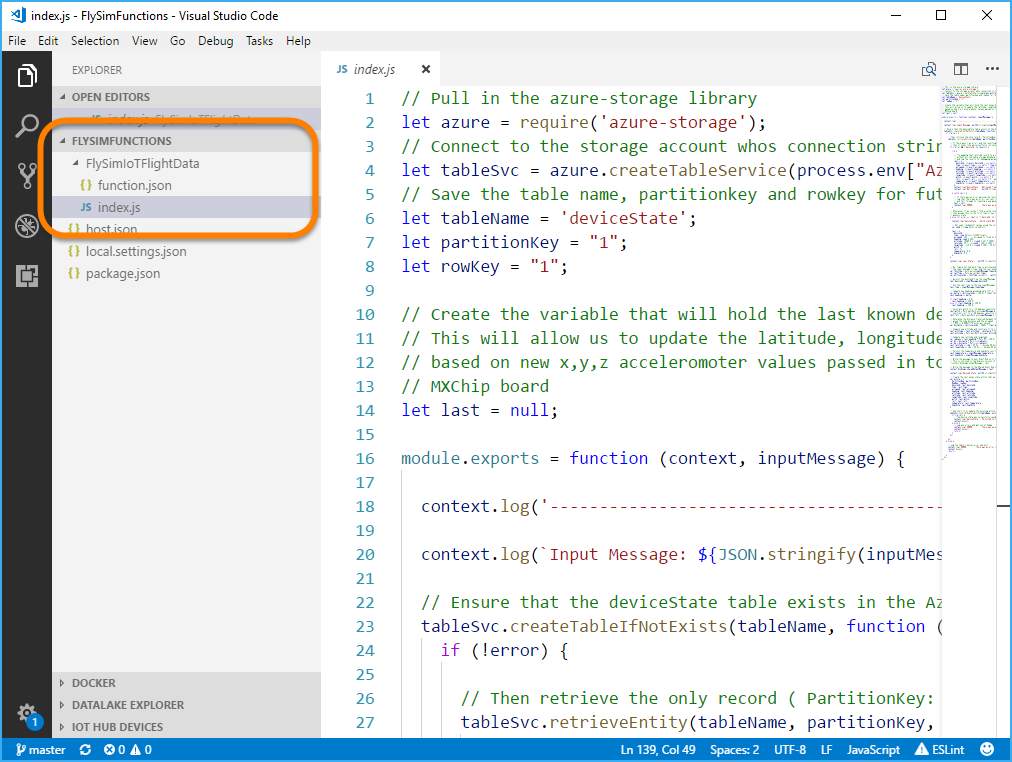 index.js - FlySimFunctions - Visual Studio Code
File Edit Selection View Go Debug Tasks Help
EXPLORER
OPEN EDITORS
FLYSIMFUNCTIONS
FlySimIoTFlightData
{} function.json
JS index.js
{} host.json
{} local.settings.json
{} package.json
DOCKER
DATALAKE EXPLORER
IOT HUB DEVICES
1
JS index.js
1 // Pull in the azure-storage library
2 let azure = require('azure-storage');
3 // Connect to the storage account whos connection strin
4 let tableSvc = azure.createTableService(process.env["Az
5 // Save the table name, partitionkey and rowkey for fut
6 let tableName = 'deviceState';
7 let partitionKey = "1";
8 let rowKey = "1";
9
10 // Create the variable that will hold the last known de
11 // This will allow us to update the latitude, longitude
12 // based on new x,y,z acceleromoter values passed in to
13 // MXChip board
14 let last = null;
15
16 module.exports = function (context, inputMessage) {
17
18 context.log('----------------------------------------
19
20 context.log(`Input Message: ${JSON.stringify(inputMes
21
22 // Ensure that the deviceState table exists in the Az
23 tableSvc.createTableIfNotExists(tableName, function (
24 if (!error) {
25
26 // Then retrieve the only record ( PartitionKey:
27 tableSvc.retrieveEntity(tableName, partitionKey,
master 0 0 Ln 139, Col 49 Spaces: 2 UTF-8 LF JavaScript ESLint